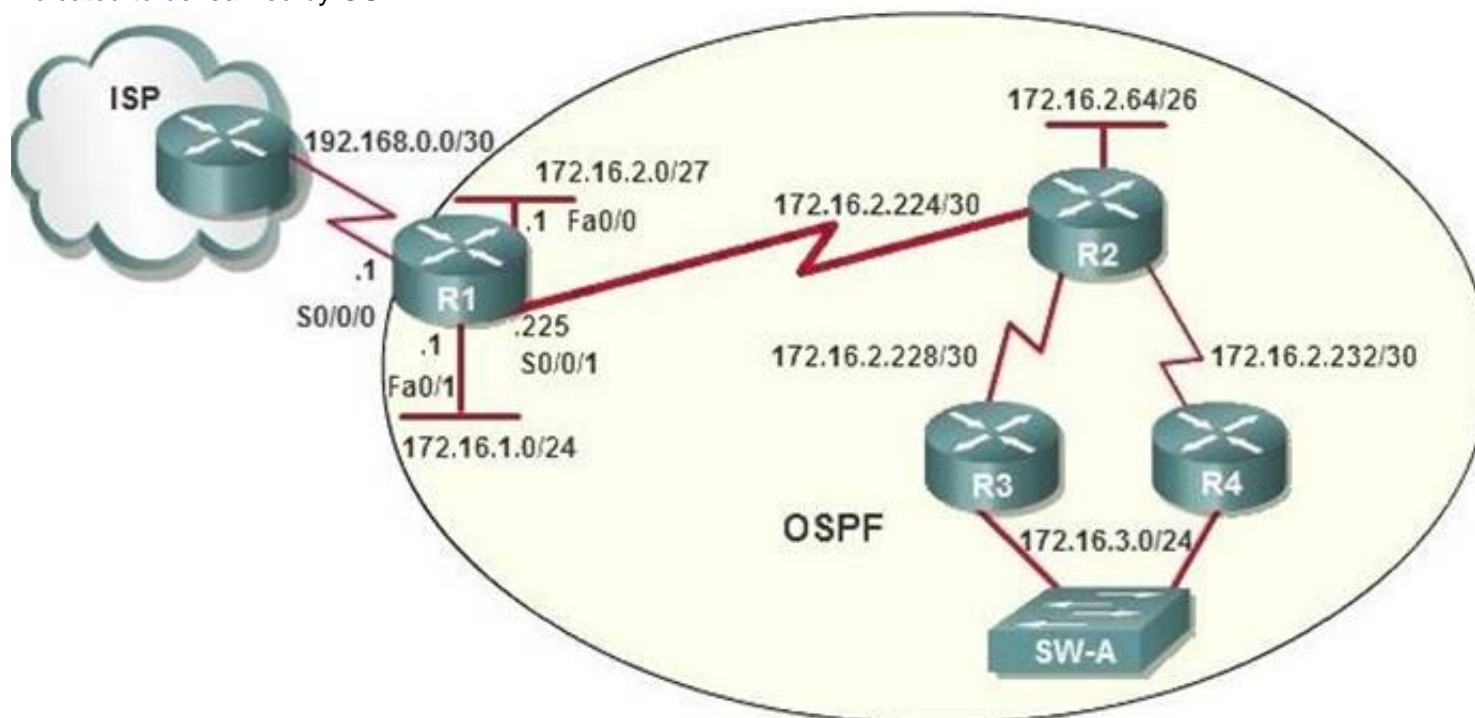 ISP
192.168.0.0/30
172.16.2.0/27
.1 Fa0/0
172.16.2.64/26
172.16.2.224/30
R2
.1
S0/0/0
R1
.225
S0/0/1
.1
Fa0/1
172.16.1.0/24
172.16.2.228/30
172.16.2.232/30
R3
R4
OSPF
172.16.3.0/24
SW-A